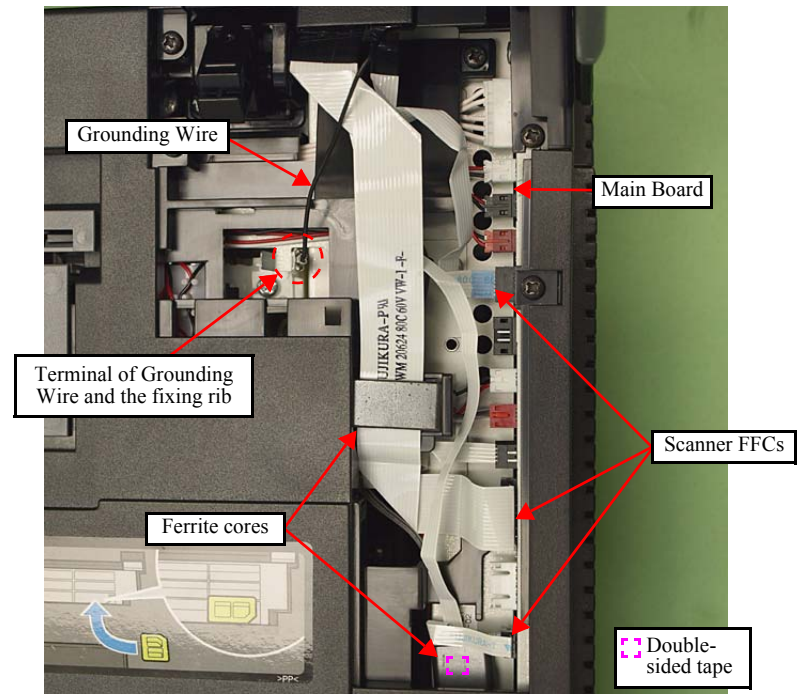 Grounding Wire
Main Board
UJIKURA-P
WM 20624 80C 60V VW-1 -F-
Terminal of Grounding
Wire and the fixing rib
Scanner FFCs
Ferrite cores
Double-
sided tape
>PP<